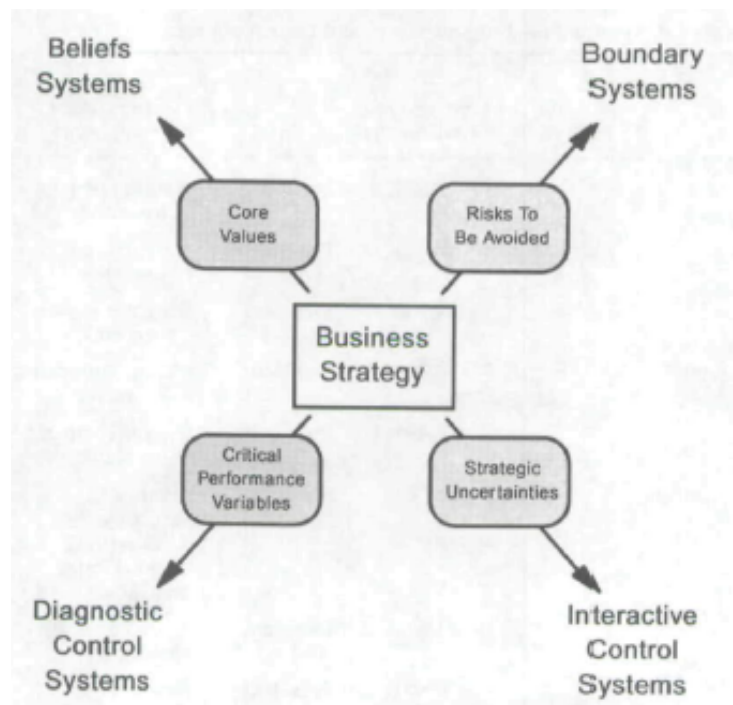 Beliefs
Systems
Boundary
Systems
Core
Values
Risks To
Be Avoided
Business
Strategy
Critical
Performance
Variables
Strategic
Uncertainties
Diagnostic
Control
Systems
Interactive
Control
Systems